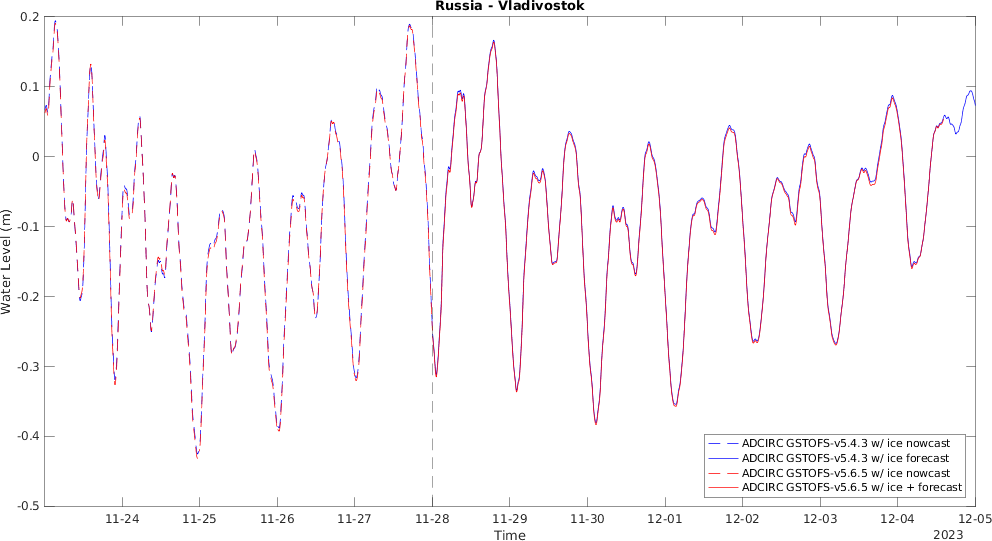 Russia - Vladivostok
0.2
0.1
0
-0.1
-0.2
-0.3
-0.4
-0.5
Water Level (m)
11-24 11-25 11-26 11-27 11-28 11-29 11-30 12-01 12-02 12-03 12-04 12-05
Time
2023
ADCIRC GSTOFS-v5.4.3 w/ ice nowcast
ADCIRC GSTOFS-v5.4.3 w/ ice forecast
ADCIRC GSTOFS-v5.6.5 w/ ice nowcast
ADCIRC GSTOFS-v5.6.5 w/ ice + forecast